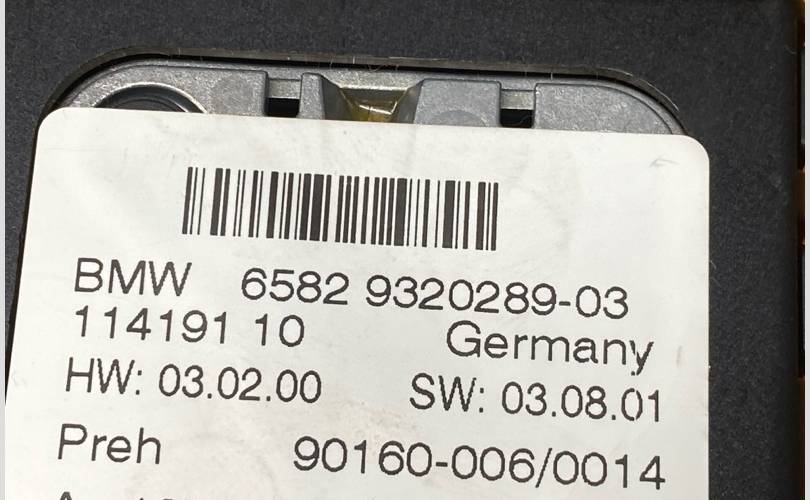 BMW 6582 9320289-03
114191 10 Germany
HW: 03.02.00 SW: 03.08.01
Preh 90160-006/0014